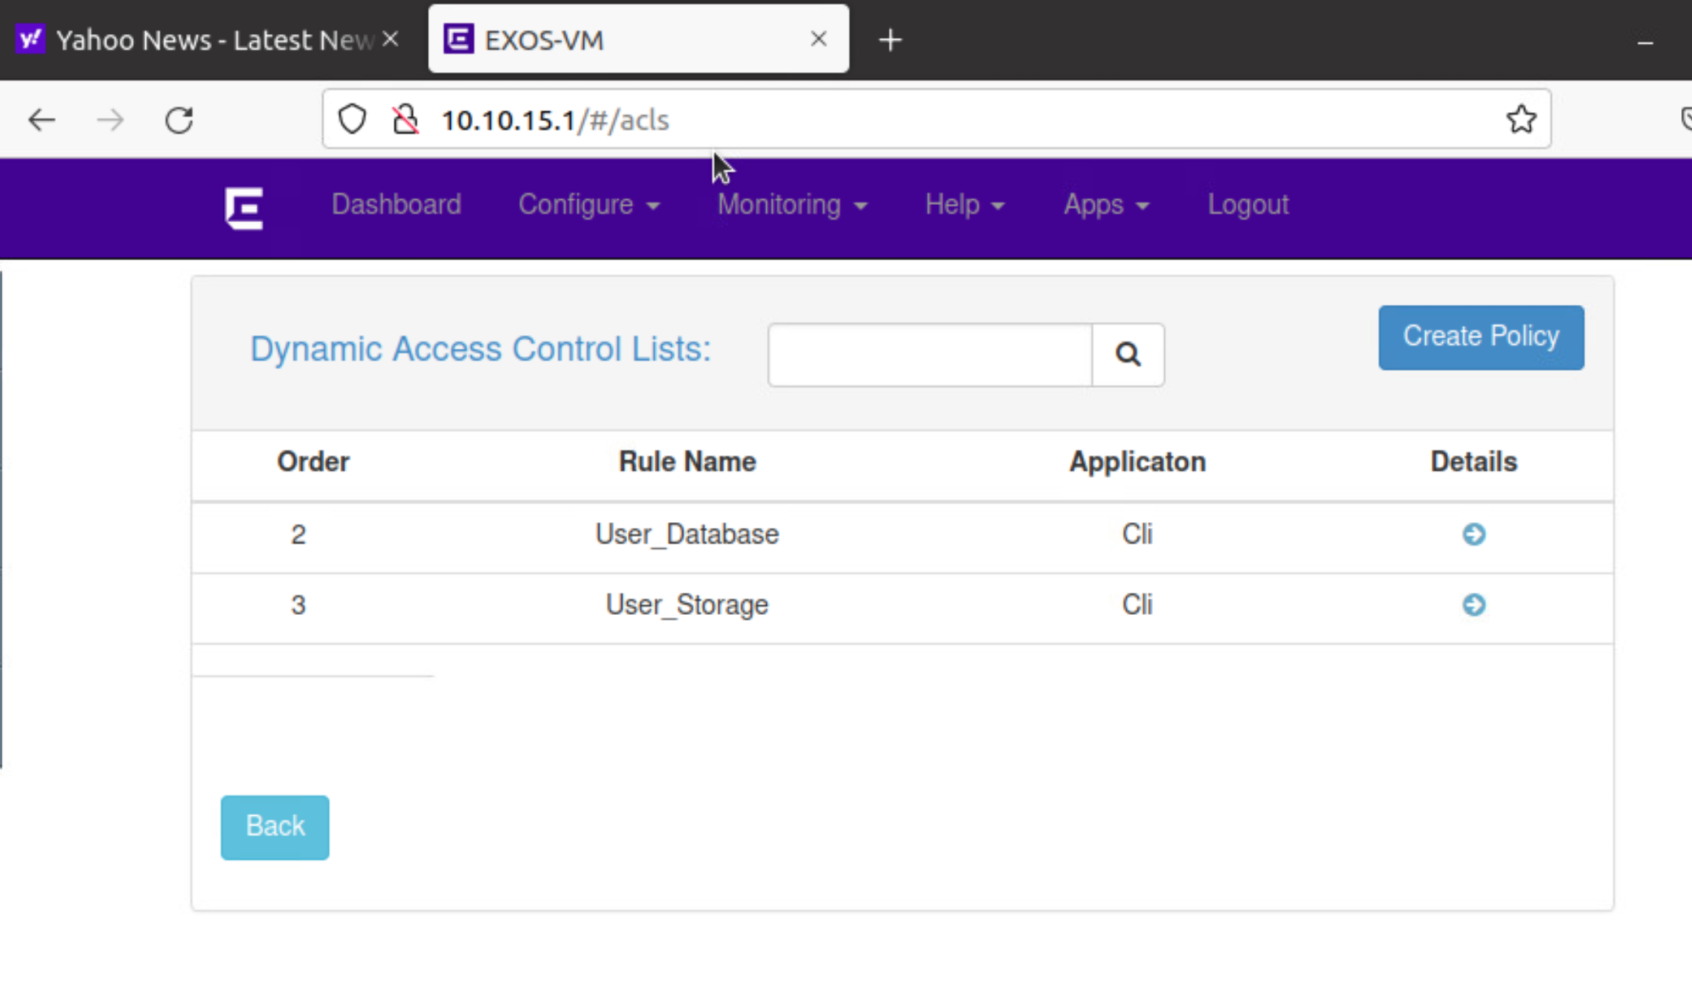 Yahoo News - Latest New
EXOS-VM
10.10.15.1/#/acls
Dashboard Configure Monitoring Help Apps Logout
Dynamic Access Control Lists:
Create Policy
Order Rule Name Applicaton Details
2 User_Database Cli
3 User_Storage Cli
Back